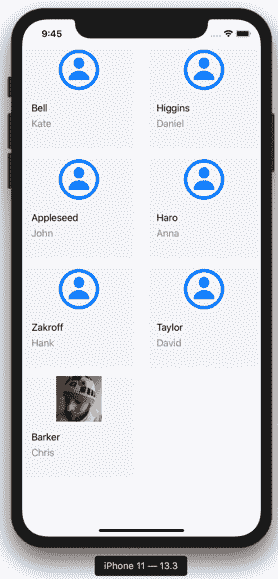 9:45
Bell
Kate
Higgins
Daniel
Appleseed
John
Haro
Anna
Zakroff
Hank
Taylor
David
Barker
Chris
iPhone 11 — 13.3